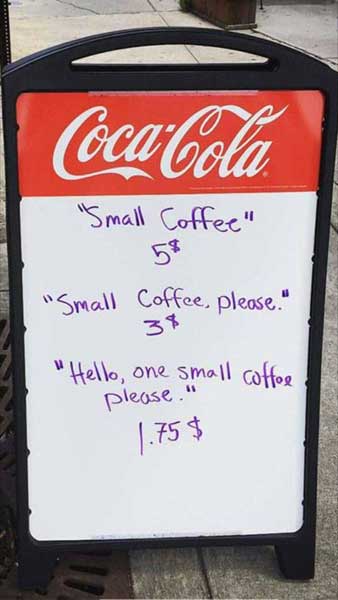 Coca-Cola
"Small Coffee"
5$
"Small Coffee, please."
3$
"Hello, one small coffee
please."
1.75 $